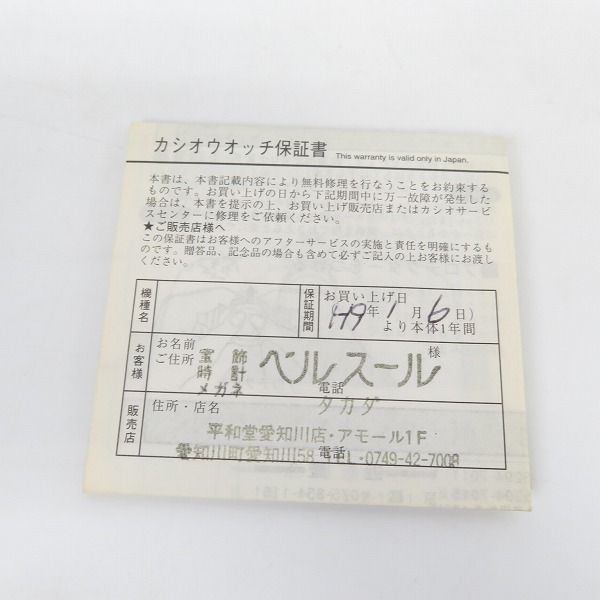 カシオウオッチ保証書 This warranty is valid only in Japan.
本書は、本書記載内容により無料修理を行なうことをお約束する
ものです。お買い上げの日から下記期間中に万一故障が発生した
場合は、本書を提示の上、お買い上げ販売店またはカシオサービ
スセンターに修理をご依頼ください。
★ご販売店様へ
この保証書はお客様へのアフターサービスの実施と責任を明確にするも
のです。贈答品、記念品の場合も含めて必ずご記入の上お客様にお渡し
ください。
機種名
保証期間
お買い上げ日
H9年 1月 6日)
より本体1年間
お客様
お名前
ご住所
様
電話
宝飾
時計
メガネ
ベルスール
タカダ
販売店
住所・店名
平和堂愛知川店・アモール1F
愛知川町愛知川58 TEL・0749-42-7008
電話